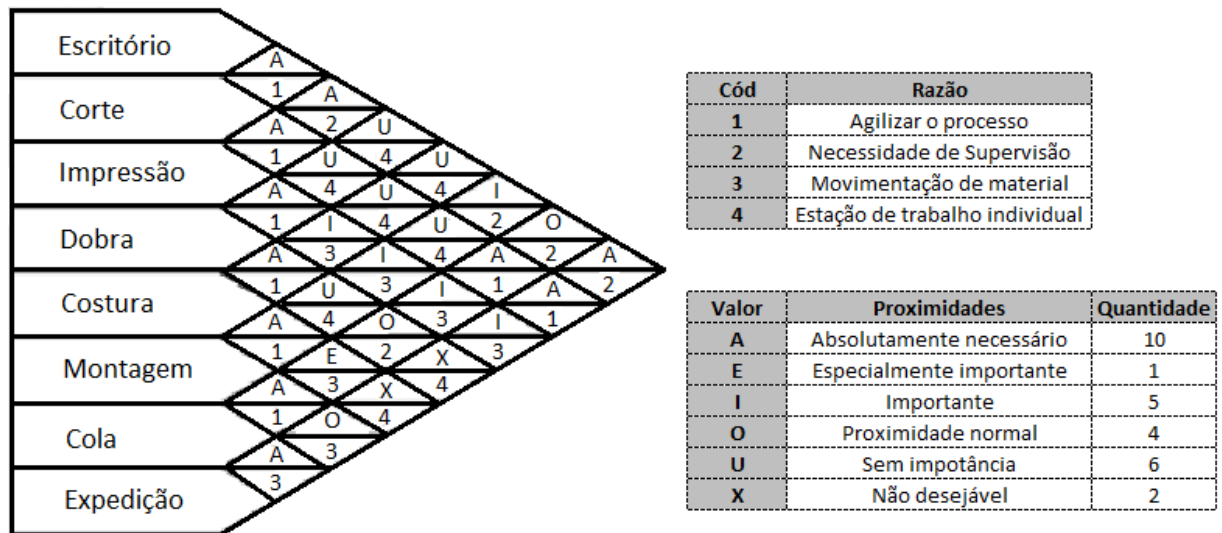 Escritório
A
1 A
Corte
A 2 U
1 U 4 U
Impressão
A 4 U 4 I
1 I 4 U 2 O
Dobra
A 3 I 4 A 2 A
1 U 3 I 1 A 2
Costura
A 4 O 3 I 1
1 E 2 X 3
Montagem
A 3 X 4
1 O 4
Cola
A 3
3
Expedição
Cód Razão
1 Agilizar o processo
2 Necessidade de Supervisão
3 Movimentação de material
4 Estação de trabalho individual
Valor Proximidades Quantidade
A Absolutamente necessário 10
E Especialmente importante 1
I Importante 5
O Proximidade normal 4
U Sem impotância 6
X Não desejável 2